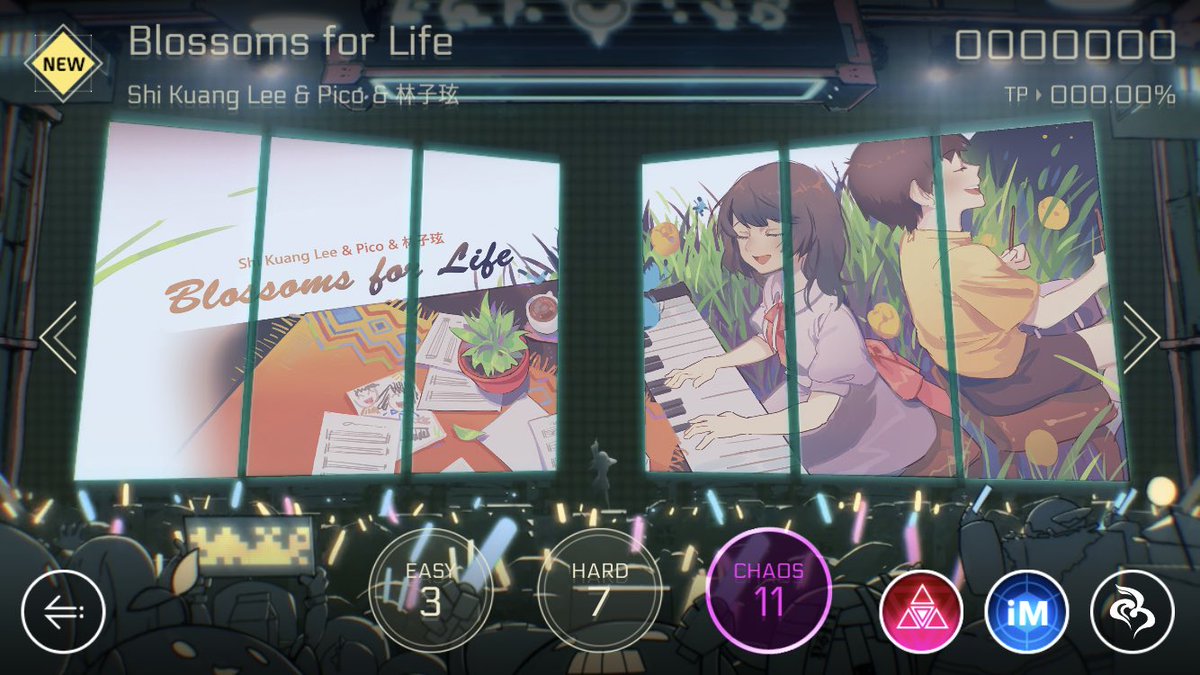 NEW
Blossoms for Life
Shi Kuang Lee & Pico & 林子玹
0000000
TP 000.00%
Shi Kuang Lee & Pico & 林子玹
Blossoms for Life
EASY
3
HARD
7
CHAOS
11
iM